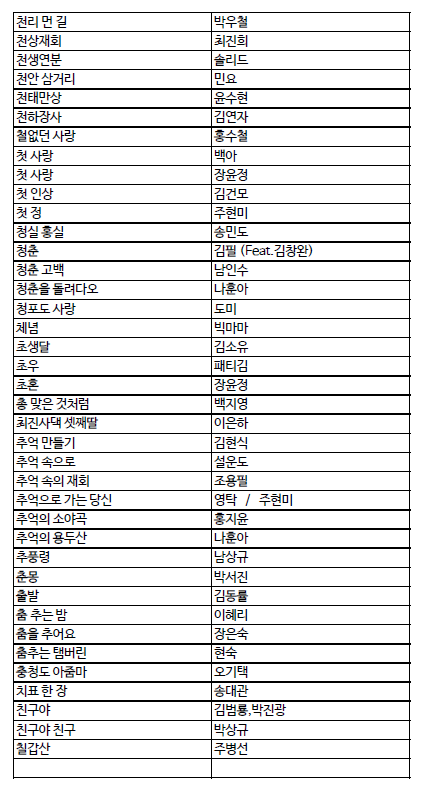 천리 먼 길 박우철
천상재회 최진희
천생연분 솔리드
천안 삼거리 민요
천태만상 윤수현
천하장사 김연자
철없던 사랑 홍수철
첫 사랑 백아
첫 사랑 장윤정
첫 인상 김건모
첫 정 주현미
청실 홍실 송민도
청춘 김필 (Feat.김창완)
청춘 고백 남인수
청춘을 돌려다오 나훈아
청포도 사랑 도미
체념 빅마마
초생달 김소유
초우 패티김
초혼 장윤정
총 맞은 것처럼 백지영
최진사댁 셋째딸 이은하
추억 만들기 김현식
추억 속으로 설운도
추억 속의 재회 조용필
추억으로 가는 당신 영탁 / 주현미
추억의 소야곡 홍지윤
추억의 용두산 나훈아
추풍령 남상규
춘몽 박서진
출발 김동률
춤 추는 밤 이혜리
춤을 추어요 장은숙
춤추는 탬버린 현숙
충청도 아줌마 오기택
치표 한 장 송대관
친구야 김범룡,박진광
친구야 친구 박상규
칠갑산 주병선